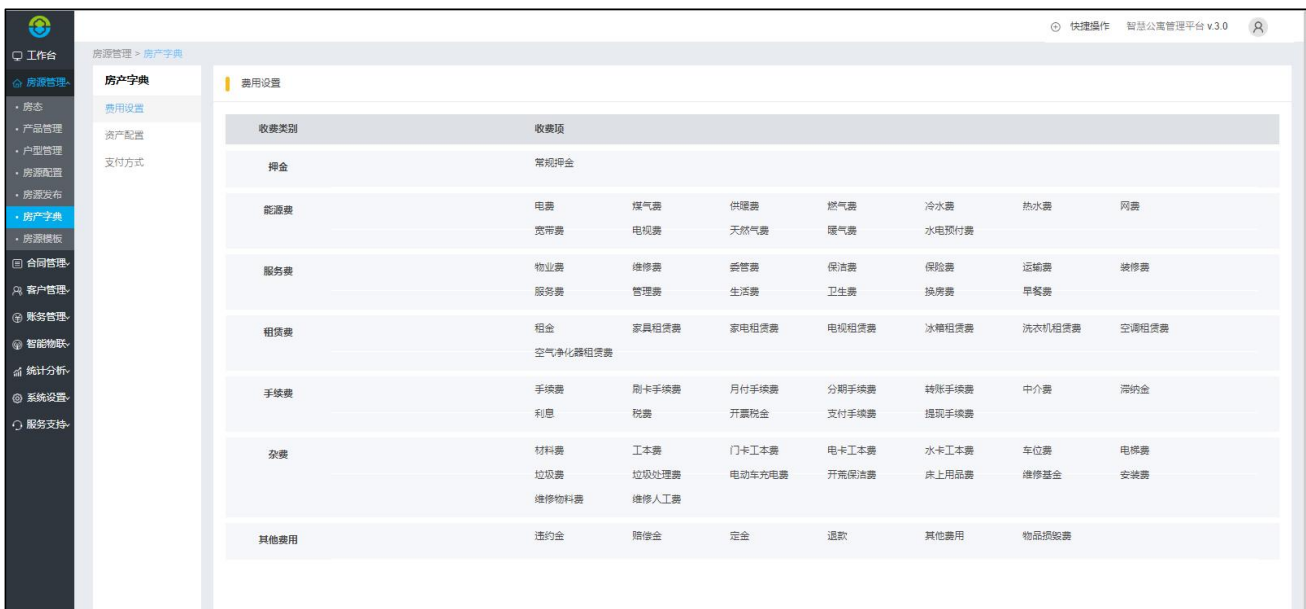 快捷操作 智慧公寓管理平台 v.3.0
工作台
房源管理
房态
产品管理
户型管理
房源配置
房源发布
房产字典
房源模板
合同管理
客户管理
账务管理
智能物联
统计分析
系统设置
服务支持
房源管理 > 房产字典
房产字典
费用设置
资产配置
支付方式
费用设置
收费类别 收费项
押金 常规押金
能源费 电费 煤气费 供暖费 燃气费 冷水费 热水费 网费
宽带费 电视费 天然气费 暖气费 水电预付费
服务费 物业费 维修费 委管费 保洁费 保险费 运输费 装修费
服务费 管理费 生活费 卫生费 换房费 早餐费
租赁费 租金 家具租赁费 家电租赁费 电视租赁费 冰箱租赁费 洗衣机租赁费 空调租赁费
空气净化器租赁费
手续费 手续费 刷卡手续费 月付手续费 分期手续费 转账手续费 中介费 滞纳金
利息 税费 开票税金 支付手续费 提现手续费
杂费 材料费 工本费 门卡工本费 电卡工本费 水卡工本费 车位费 电梯费
垃圾费 垃圾处理费 电动车充电费 开荒保洁费 床上用品费 维修基金 安装费
维修物料费 维修人工费
其他费用 违约金 赔偿金 定金 退款 其他费用 物品损毁费